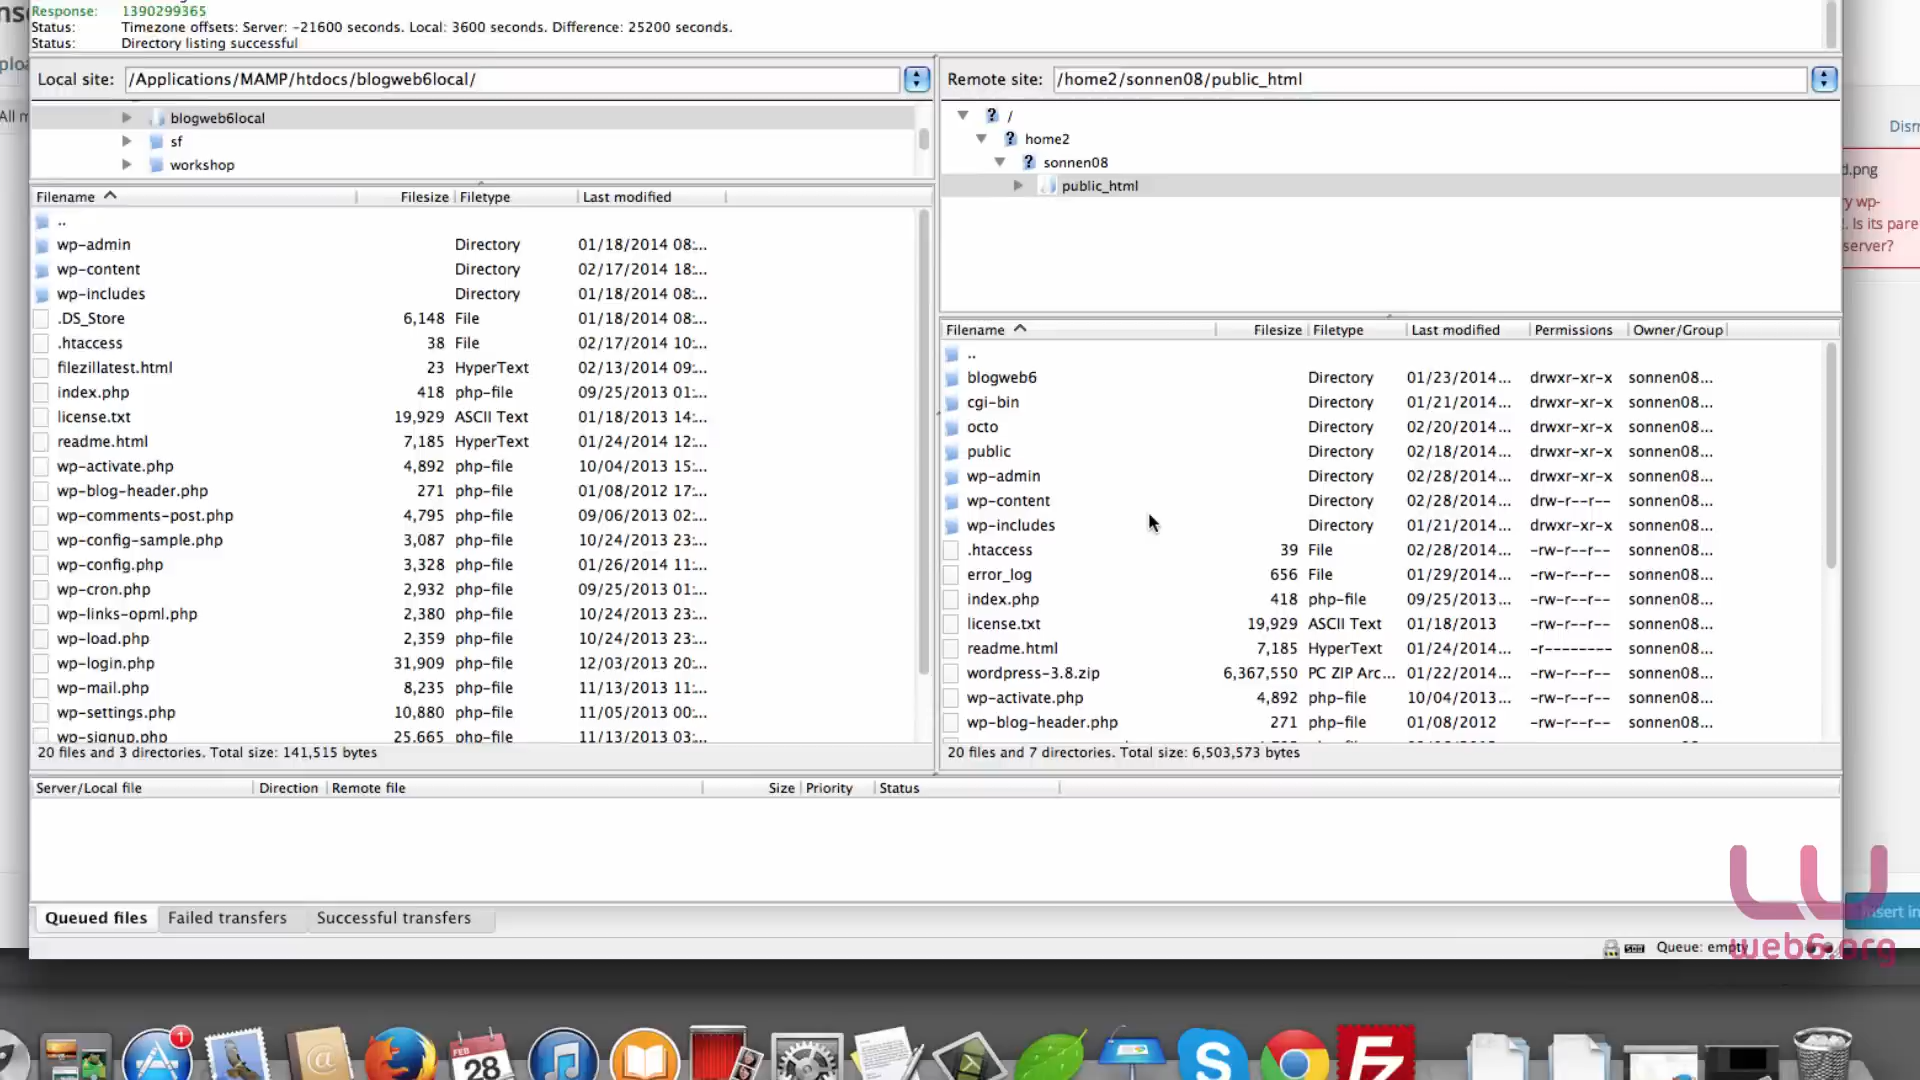 Response: 1390299365
Status: Timezone offsets: Server: -21600 seconds. Local: 3600 seconds. Difference: 25200 seconds.
Status: Directory listing successful
Local site: /Applications/MAMP/htdocs/blogweb6local/
blogweb6local
sf
workshop
Filename Filesize Filetype Last modified
..
wp-admin Directory 01/18/2014 08:...
wp-content Directory 02/17/2014 18:...
wp-includes Directory 01/18/2014 08:...
.DS_Store 6,148 File 01/18/2014 08:...
.htaccess 38 File 02/17/2014 10:...
filezillatest.html 23 HyperText 02/13/2014 09:...
index.php 418 php-file 09/25/2013 01:...
license.txt 19,929 ASCII Text 01/18/2013 14:...
readme.html 7,185 HyperText 01/24/2014 12:...
wp-activate.php 4,892 php-file 10/04/2013 15:...
wp-blog-header.php 271 php-file 01/08/2012 17:...
wp-comments-post.php 4,795 php-file 09/06/2013 02:...
wp-config-sample.php 3,087 php-file 10/24/2013 23:...
wp-config.php 3,328 php-file 01/26/2014 11:...
wp-cron.php 2,932 php-file 09/25/2013 01:...
wp-links-opml.php 2,380 php-file 10/24/2013 23:...
wp-load.php 2,359 php-file 10/24/2013 23:...
wp-login.php 31,909 php-file 12/03/2013 20:...
wp-mail.php 8,235 php-file 11/13/2013 11:...
wp-settings.php 10,880 php-file 11/05/2013 00:...
wp-signup.php 25,665 php-file 11/13/2013 03:...
20 files and 3 directories. Total size: 141,515 bytes
Remote site: /home2/sonnen08/public_html
/
home2
sonnen08
public_html
Filename Filesize Filetype Last modified Permissions Owner/Group
..
blogweb6 Directory 01/23/2014... drwxr-xr-x sonnen08...
cgi-bin Directory 01/21/2014... drwxr-xr-x sonnen08...
octo Directory 02/20/2014... drwxr-xr-x sonnen08...
public Directory 02/18/2014... drwxr-xr-x sonnen08...
wp-admin Directory 02/28/2014... drwxr-xr-x sonnen08...
wp-content Directory 02/28/2014... drw-r--r-- sonnen08...
wp-includes Directory 01/21/2014... drwxr-xr-x sonnen08...
.htaccess 39 File 02/28/2014... -rw-r--r-- sonnen08...
error_log 656 File 01/29/2014... -rw-r--r-- sonnen08...
index.php 418 php-file 09/25/2013... -rw-r--r-- sonnen08...
license.txt 19,929 ASCII Text 01/18/2013 -rw-r--r-- sonnen08...
readme.html 7,185 HyperText 01/24/2014... -r-------- sonnen08...
wordpress-3.8.zip 6,367,550 PC ZIP Arc... 01/22/2014... -rw-r--r-- sonnen08...
wp-activate.php 4,892 php-file 10/04/2013... -rw-r--r-- sonnen08...
wp-blog-header.php 271 php-file 01/08/2012 -rw-r--r-- sonnen08...
20 files and 7 directories. Total size: 6,503,573 bytes
Server/Local file Direction Remote file Size Priority Status
Queued files Failed transfers Successful transfers
Queue: empty
All m
Dism
d.png
y wp-
. Is its pare
server?
nsert in
web6.org
1
FEB
28